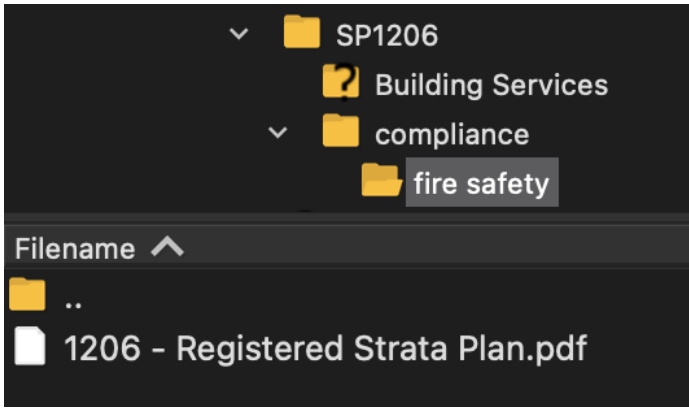 SP1206
Building Services
compliance
fire safety
Filename
..
1206 - Registered Strata Plan.pdf